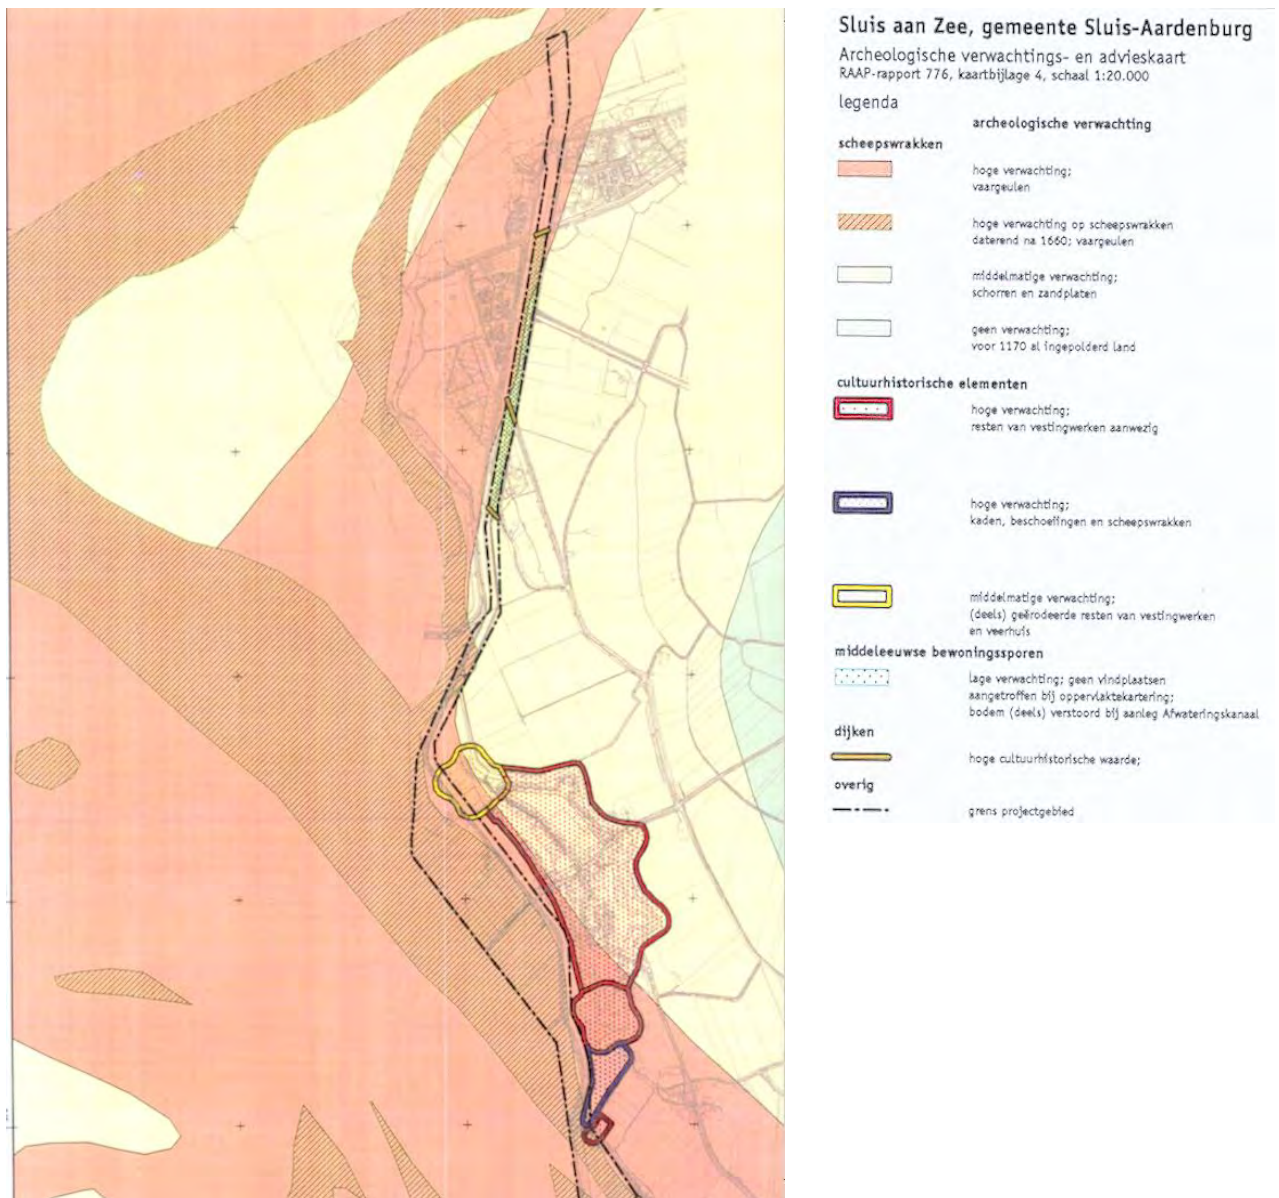 Sluis aan Zee, gemeente Sluis-Aardenburg
Archeologische verwachtings- en advieskaart
RAAP-rapport 776, kaartbijlage 4, schaal 1:20.000
legenda
archeologische verwachting
scheepswrakken
hoge verwachting;
vaargeulen
hoge verwachting op scheepswrakken
daterend na 1660; vaargeulen
middelmatige verwachting;
schorren en zandplaten
geen verwachting;
voor 1170 al ingepolderd land
cultuurhistorische elementen
hoge verwachting;
resten van vestingwerken aanwezig
hoge verwachting;
kaden, beschoeiingen en scheepswrakken
middelmatige verwachting;
(deels) geërodeerde resten van vestingwerken
en veerhuis
middeleeuwse bewoningssporen
lage verwachting; geen vindplaatsen
aangetroffen bij oppervlaktekartering;
bodem (deels) verstoord bij aanleg Afwateringskanaal
dijken
hoge cultuurhistorische waarde;
overig
grens projectgebied